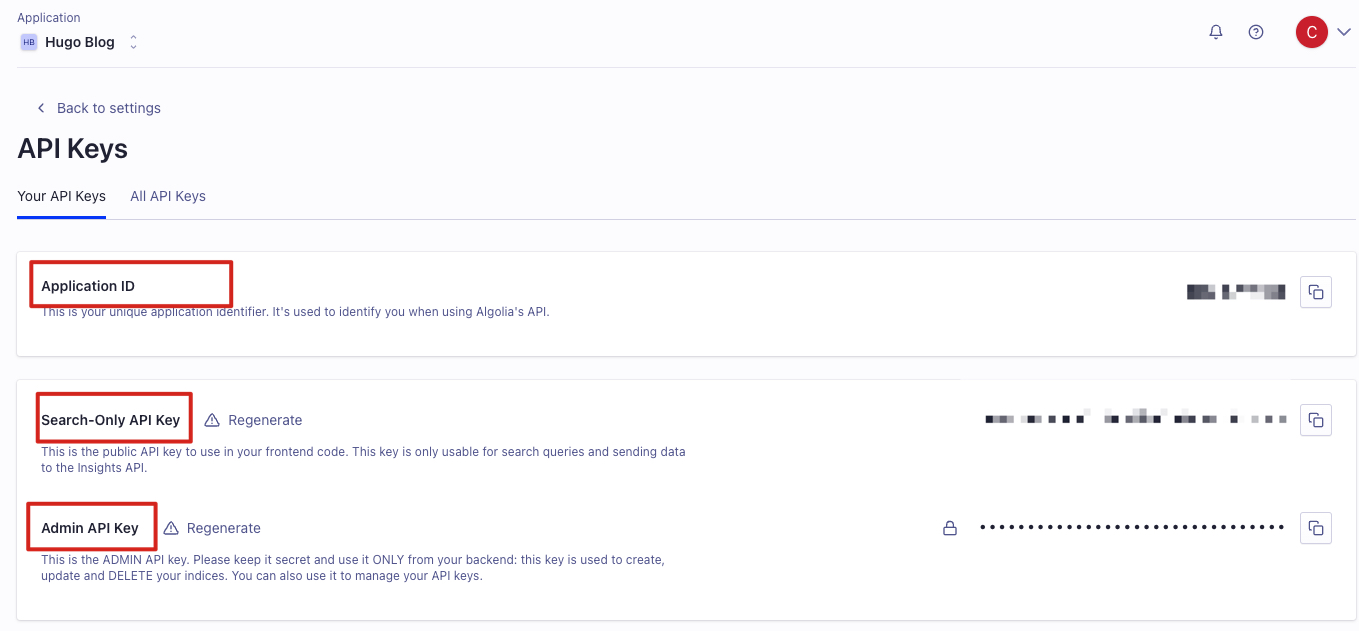 Application
HB Hugo Blog
C
Back to settings
API Keys
Your API Keys All API Keys
Application ID
This is your unique application identifier. It's used to identify you when using Algolia's API.
Search-Only API Key Regenerate
This is the public API key to use in your frontend code. This key is only usable for search queries and sending data
to the Insights API.
Admin API Key Regenerate
This is the ADMIN API key. Please keep it secret and use it ONLY from your backend: this key is used to create,
update and DELETE your indices. You can also use it to manage your API keys.